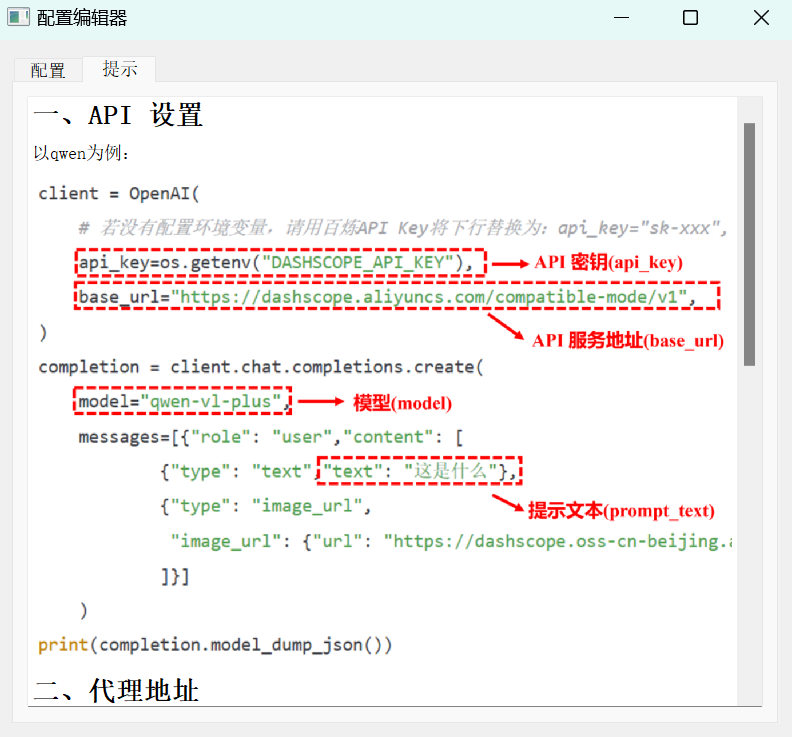 配置编辑器
配置 提示
一、API 设置
以qwen为例：
client = OpenAI(
# 若没有配置环境变量，请用百炼API Key将下行替换为：api_key="sk-xxx",
api_key=os.getenv("DASHSCOPE_API_KEY"), API 密钥(api_key)
base_url="https://dashscope.aliyuncs.com/compatible-mode/v1",
) API 服务地址(base_url)
completion = client.chat.completions.create(
model="qwen-vl-plus", 模型(model)
messages=[{"role": "user","content": [
{"type": "text","text": "这是什么"},
{"type": "image_url", 提示文本(prompt_text)
"image_url": {"url": "https://dashscope.oss-cn-beijing.a
]}]
)
print(completion.model_dump_json())
二、代理地址